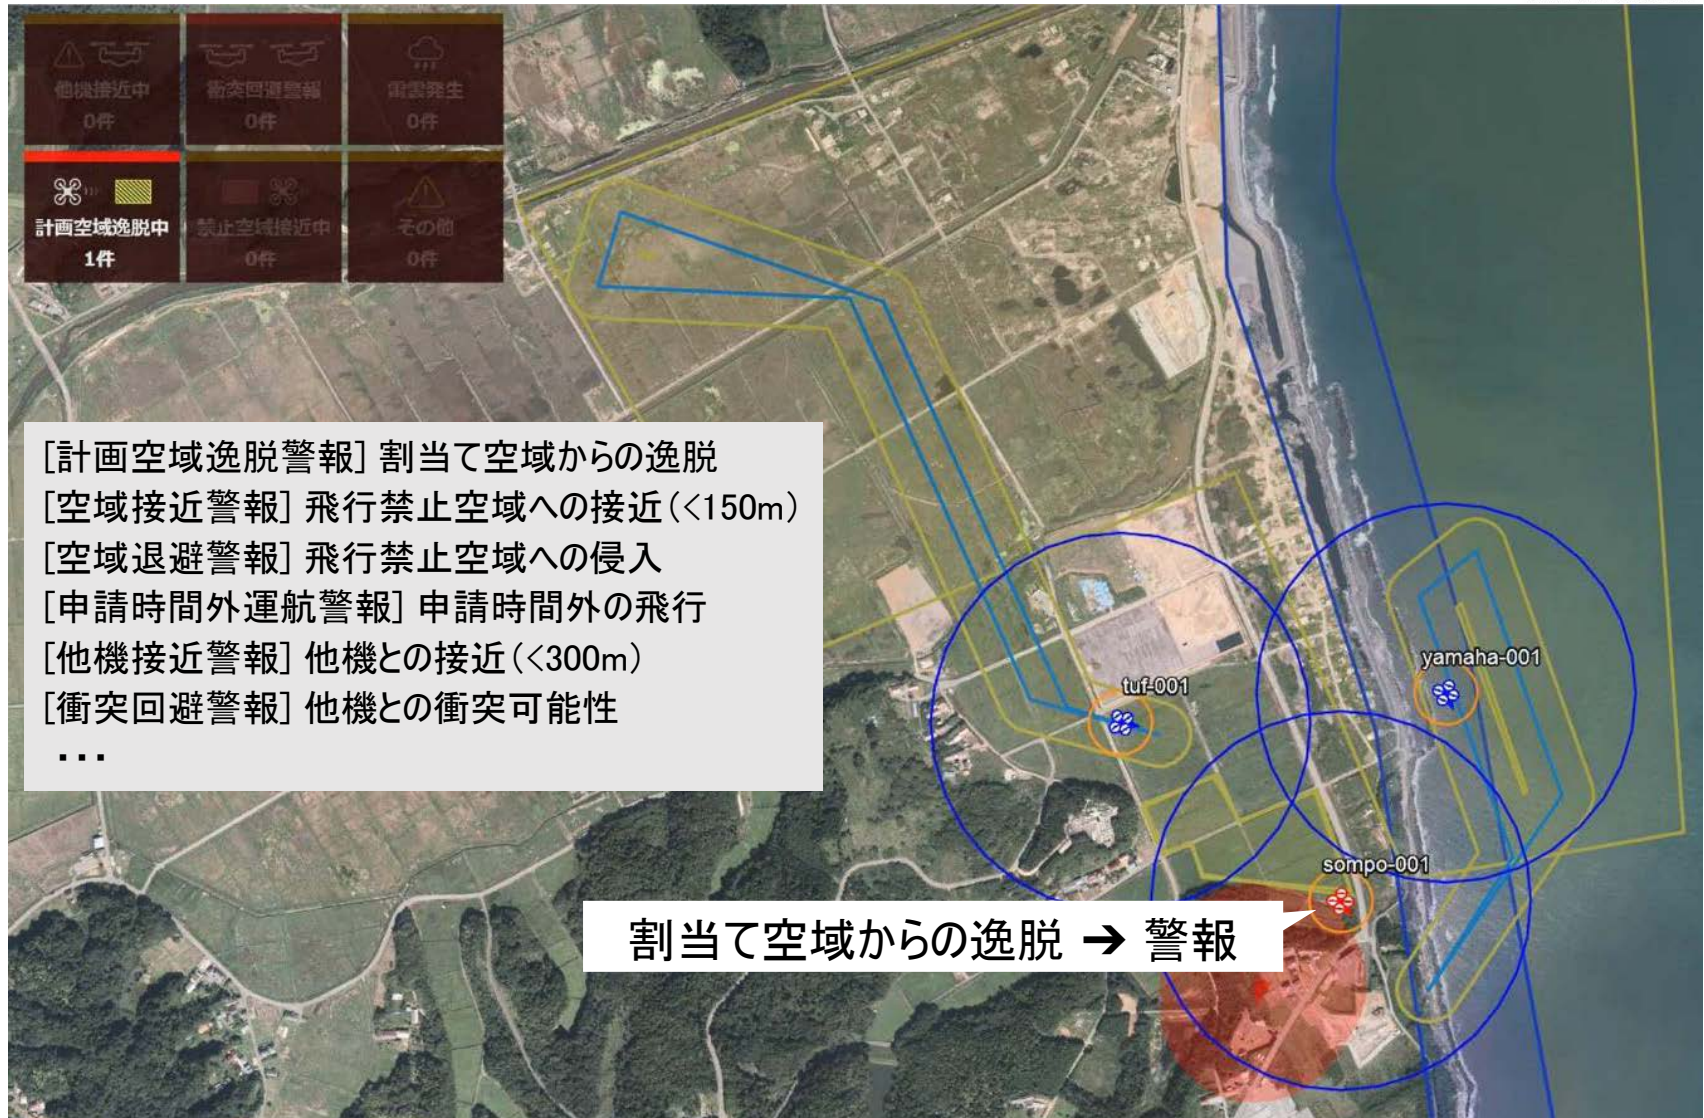 他機接近中
衝突回避警報
雷雲発生
0件
0件
0件
計画空域逸脱中
禁止空域接近中
その他
1件
0件
0件
[計画空域逸脱警報] 割当て空域からの逸脱
[空域接近警報] 飛行禁止空域への接近(<150m)
[空域退避警報] 飛行禁止空域への侵入
[申請時間外運航警報] 申請時間外の飛行
[他機接近警報] 他機との接近(<300m)
[衝突回避警報] 他機との衝突可能性
・・・
yamaha-001
tuf-001
sompo-001
割当て空域からの逸脱 ➔ 警報